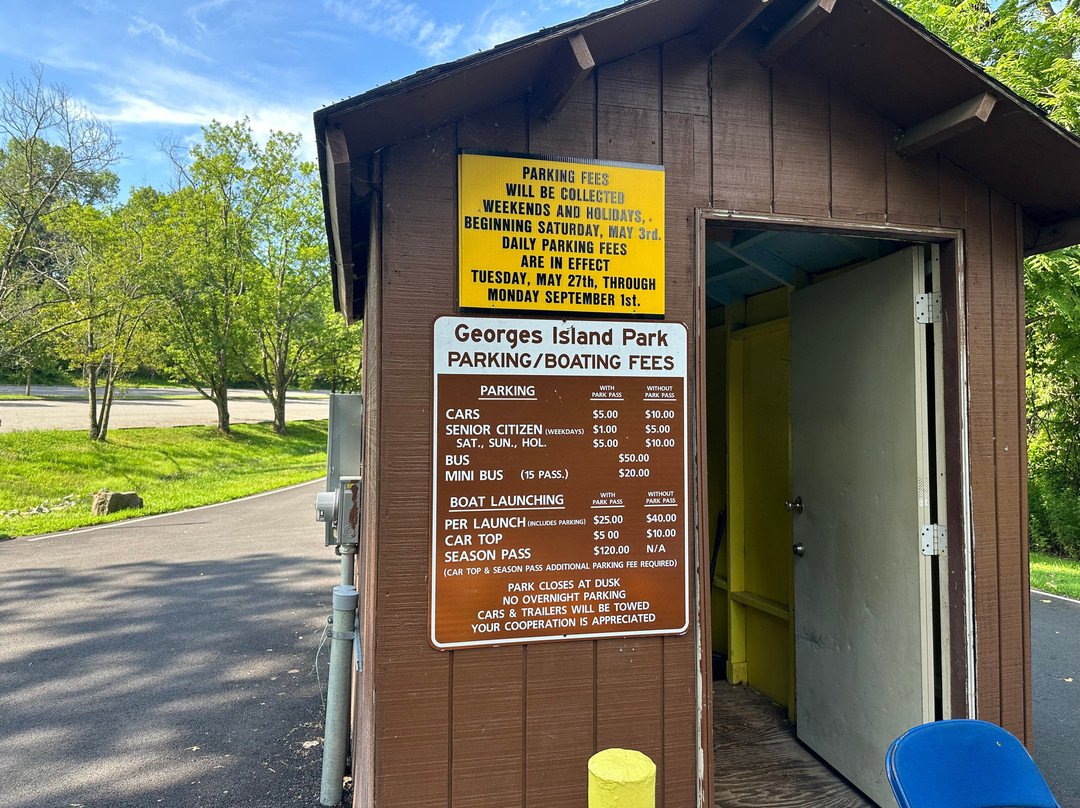 PARKING FEES
WILL BE COLLECTED
WEEKENDS AND HOLIDAYS,
BEGINNING SATURDAY, MAY 3rd.
DAILY PARKING FEES
ARE IN EFFECT
TUESDAY, MAY 27th, THROUGH
MONDAY SEPTEMBER 1st.
Georges Island Park
PARKING/BOATING FEES
PARKING WITH PARK PASS WITHOUT PARK PASS
CARS $5.00 $10.00
SENIOR CITIZEN (WEEKDAYS) $1.00 $5.00
SAT., SUN., HOL. $5.00 $10.00
BUS $50.00
MINI BUS (15 PASS.) $20.00
BOAT LAUNCHING WITH PARK PASS WITHOUT PARK PASS
PER LAUNCH (INCLUDES PARKING) $25.00 $40.00
CAR TOP $5 00 $10.00
SEASON PASS $120.00 N/A
(CAR TOP & SEASON PASS ADDITIONAL PARKING FEE REQUIRED)
PARK CLOSES AT DUSK
NO OVERNIGHT PARKING
CARS & TRAILERS WILL BE TOWED
YOUR COOPERATION IS APPRECIATED